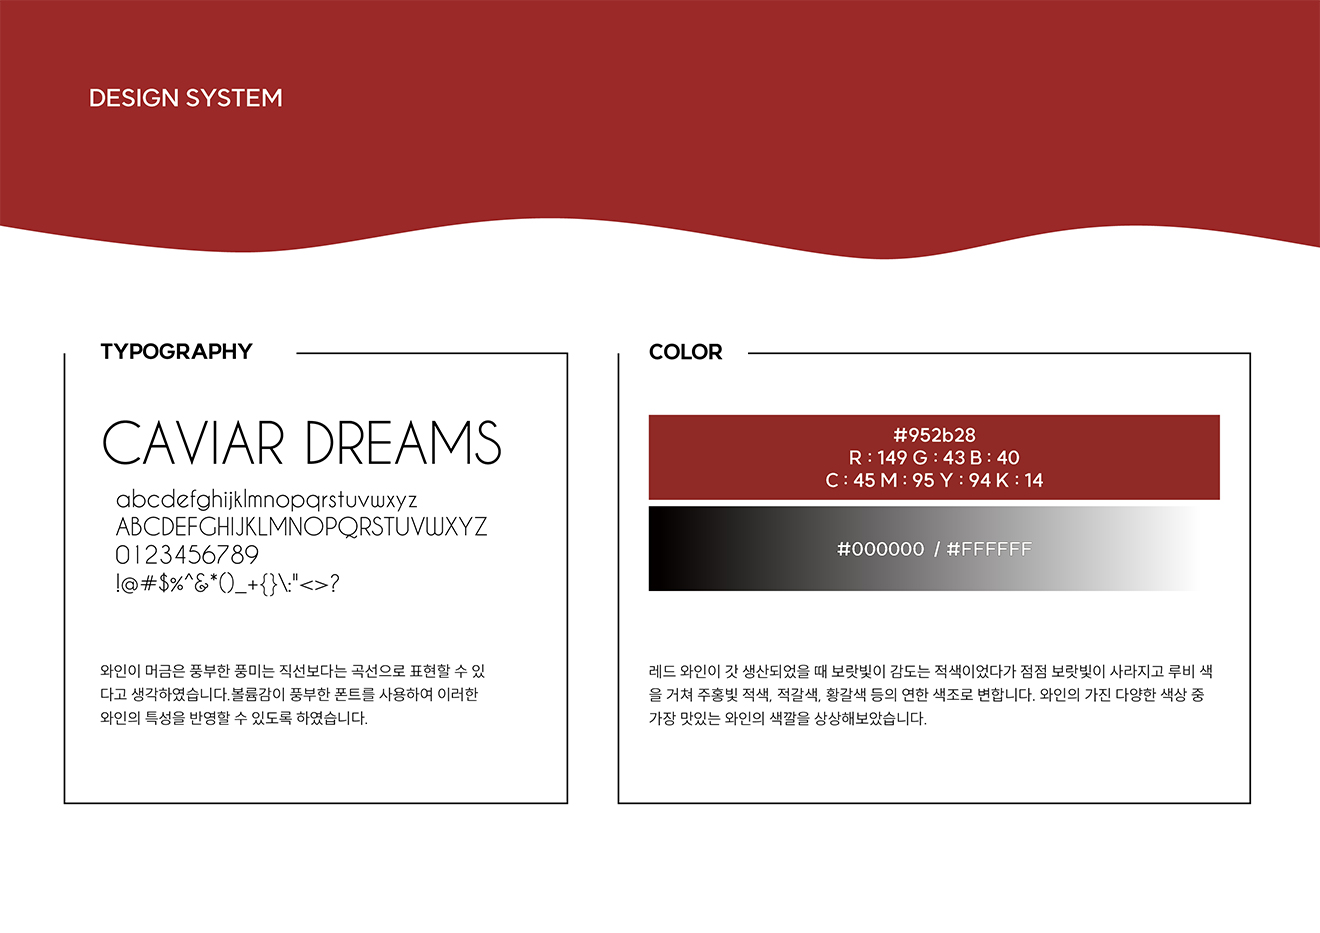 DESIGN SYSTEM
TYPOGRAPHY
CAVIAR DREAMS
abcdefghijklmnopqrstuvwxyz
ABCDEFGHIJKLMNOPQRSTUVWXYZ
0123456789
!@#$%^&*()_+{}\:"<>?
와인이 머금은 풍부한 풍미는 직선보다는 곡선으로 표현할 수 있
다고 생각하였습니다.볼륨감이 풍부한 폰트를 사용하여 이러한
와인의 특성을 반영할 수 있도록 하였습니다.
COLOR
#952b28
R : 149 G : 43 B : 40
C : 45 M : 95 Y : 94 K : 14
#000000 / #FFFFFF
레드 와인이 갓 생산되었을 때 보랏빛이 감도는 적색이었다가 점점 보랏빛이 사라지고 루비 색
을 거쳐 주홍빛 적색, 적갈색, 황갈색 등의 연한 색조로 변합니다. 와인의 가진 다양한 색상 중
가장 맛있는 와인의 색깔을 상상해보았습니다.